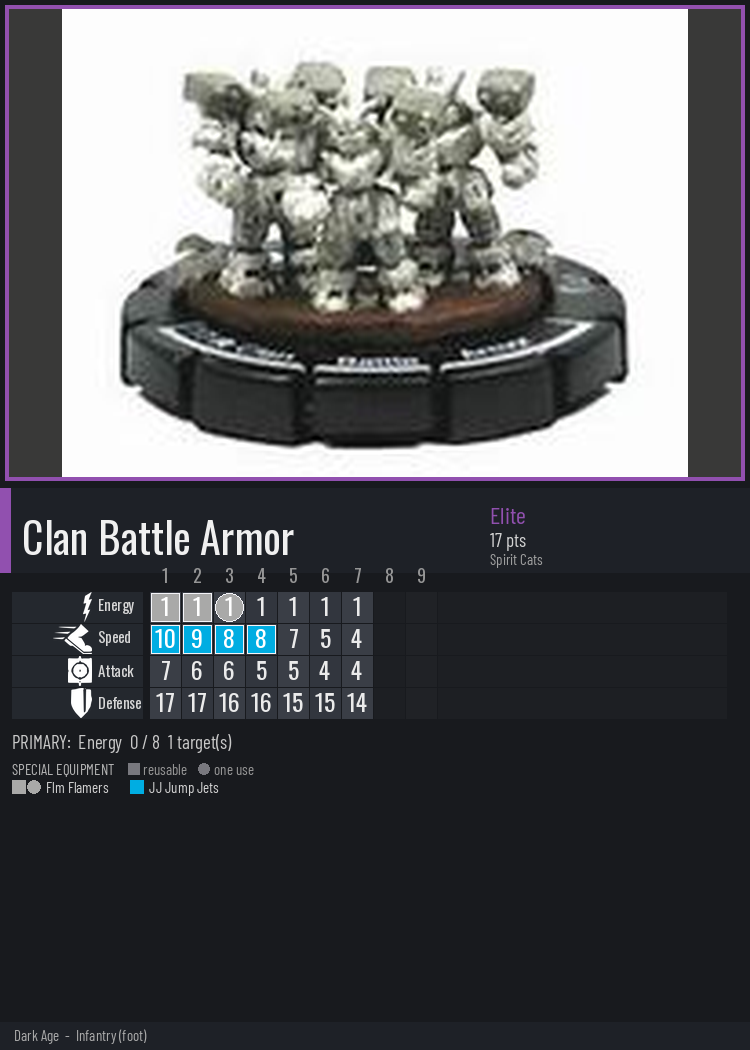 Clan Battle Armor
Elite
17 pts
Spirit Cats
1 2 3 4 5 6 7 8 9
Energy 1 1 1 1 1 1 1
Speed 10 9 8 8 7 5 4
Attack 7 6 6 5 5 4 4
Defense 17 17 16 16 15 15 14
PRIMARY: Energy 0 / 8 1 target(s)
SPECIAL EQUIPMENT reusable one use
Flm Flamers JJ Jump Jets
Dark Age - Infantry (foot)